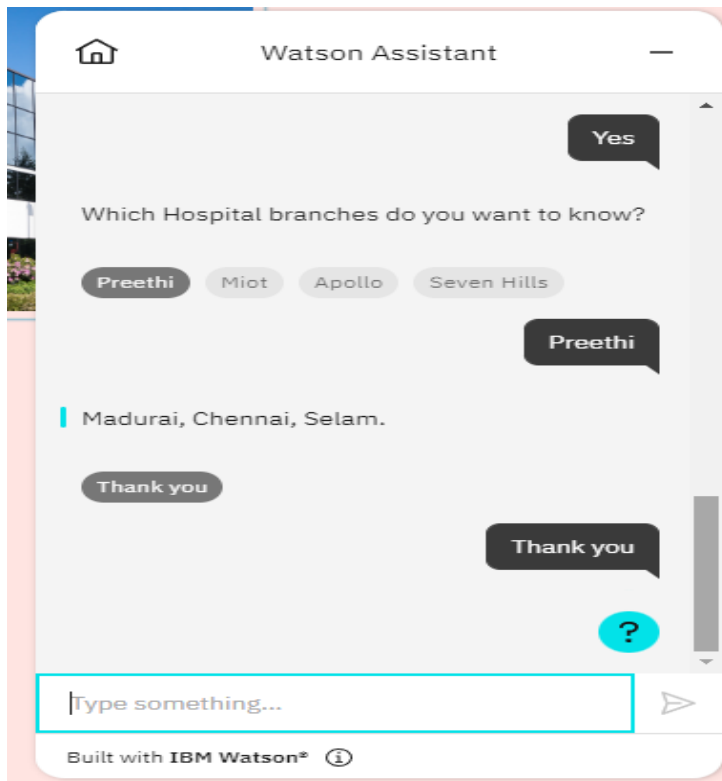 Watson Assistant
Yes
Which Hospital branches do you want to know?
Preethi Miot Apollo Seven Hills
Preethi
Madurai, Chennai, Selam.
Thank you
Thank you
?
Type something...
Built with IBM Watson®